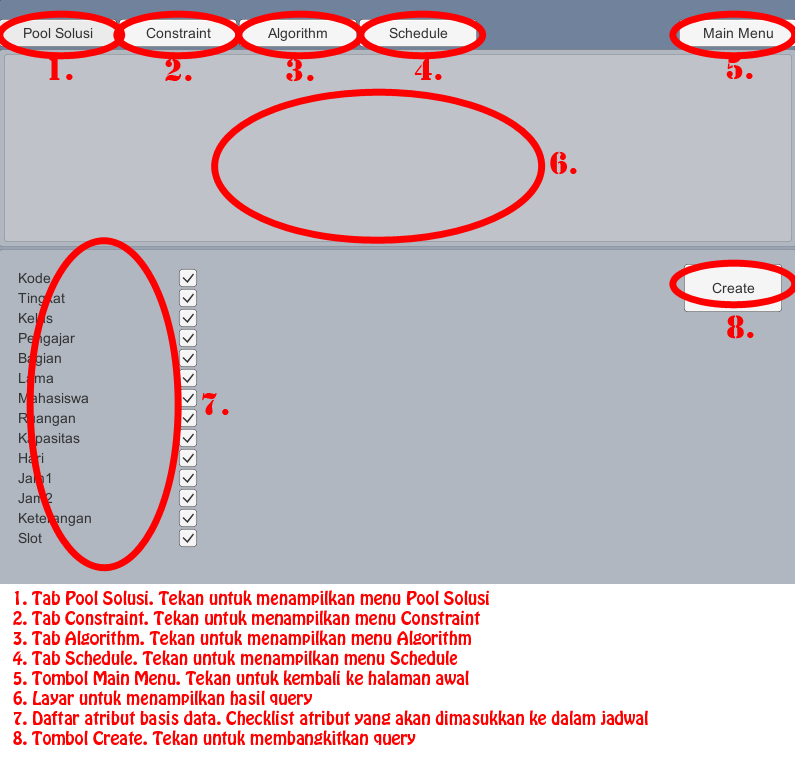 Pool Solusi Constraint Algorithm Schedule Main Menu
1. 2. 3. 4. 5.
6.
Kode
Tingkat
Kelas
Pengajar
Bagian
Lama
Mahasiswa
Ruangan
Kapasitas
Hari
Jam1
Jam2
Keterangan
Slot
7.
Create
8.
1. Tab Pool Solusi. Tekan untuk menampilkan menu Pool Solusi
2. Tab Constraint. Tekan untuk menampilkan menu Constraint
3. Tab Algorithm. Tekan untuk menampilkan menu Algorithm
4. Tab Schedule. Tekan untuk menampilkan menu Schedule
5. Tombol Main Menu. Tekan untuk kembali ke halaman awal
6. Layar untuk menampilkan hasil query
7. Daftar atribut basis data. Checklist atribut yang akan dimasukkan ke dalam jadwal
8. Tombol Create. Tekan untuk membangkitkan query